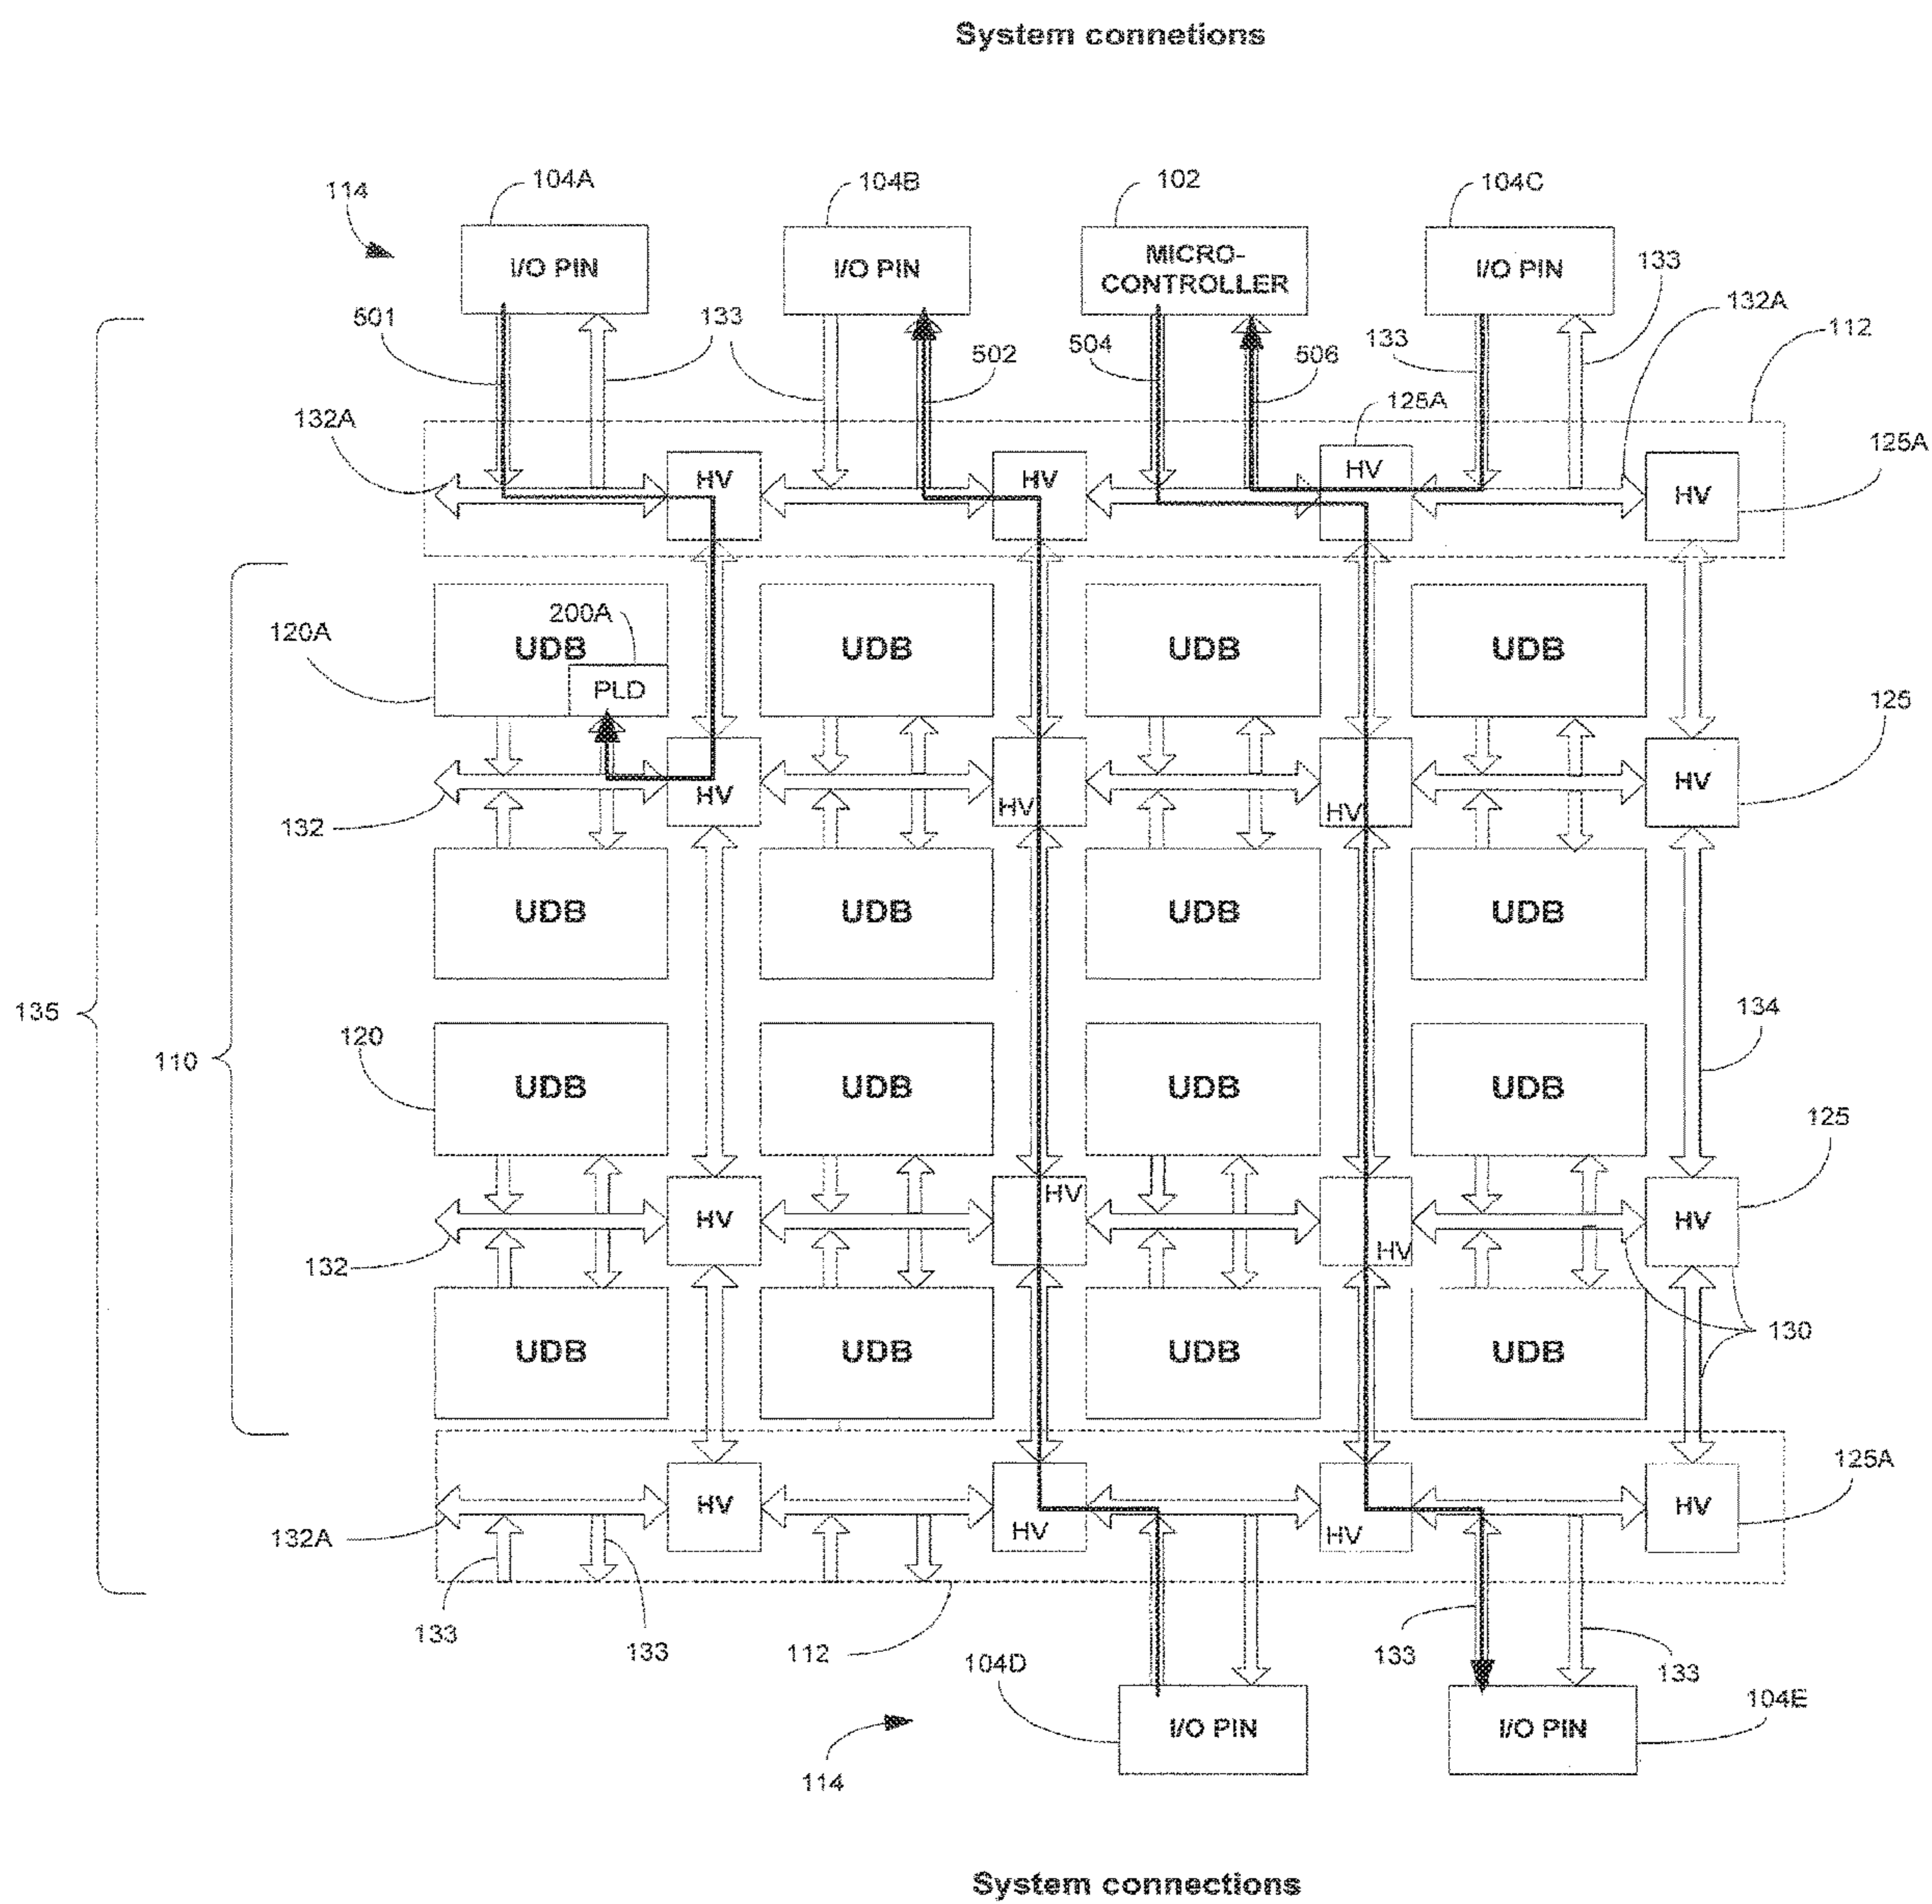 System connetions
114
104A
104B
102
104C
I/O PIN
I/O PIN
MICRO-
CONTROLLER
I/O PIN
133
132A
501
133
502
504
506
133
112
125A
132A
125A
HV
HV
HV
HV
200A
120A
UDB
UDB
UDB
UDB
PLD
125
HV
HV
HV
HV
132
UDB
UDB
UDB
UDB
135
134
120
110
UDB
UDB
UDB
UDB
125
HV
HV
HV
HV
132
130
UDB
UDB
UDB
UDB
125A
HV
HV
HV
HV
132A
133
133
112
104D
133
133
104E
I/O PIN
I/O PIN
114
System connections